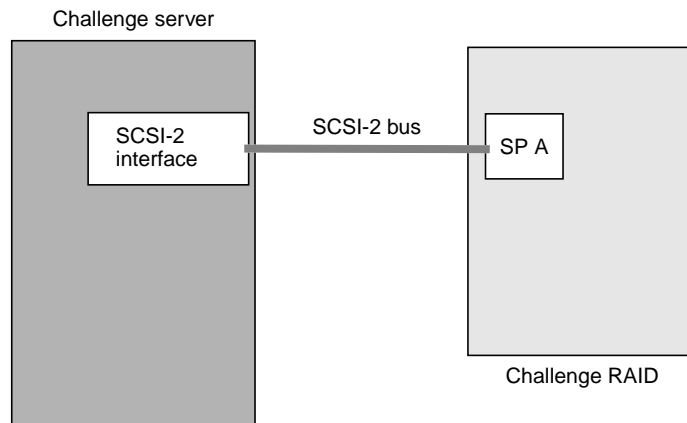 Challenge server
SCSI-2
interface
SCSI-2 bus
SP A
Challenge RAID